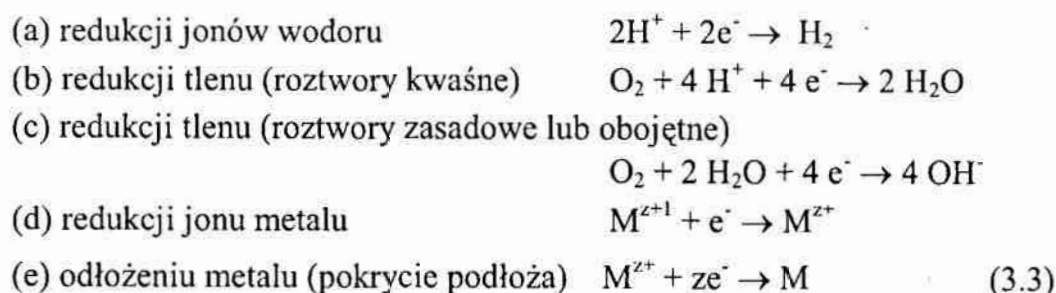 (a) redukcji jonów wodoru 2H⁺ + 2e⁻ → H₂
(b) redukcji tlenu (roztwory kwaśne) O₂ + 4 H⁺ + 4 e⁻ → 2 H₂O
(c) redukcji tlenu (roztwory zasadowe lub obojętne)
O₂ + 2 H₂O + 4 e⁻ → 4 OH⁻
(d) redukcji jonu metalu M^{z+1} + e⁻ → M^{z+}
(e) odłożeniu metalu (pokrycie podłoża) M^{z+} + ze⁻ → M (3.3)